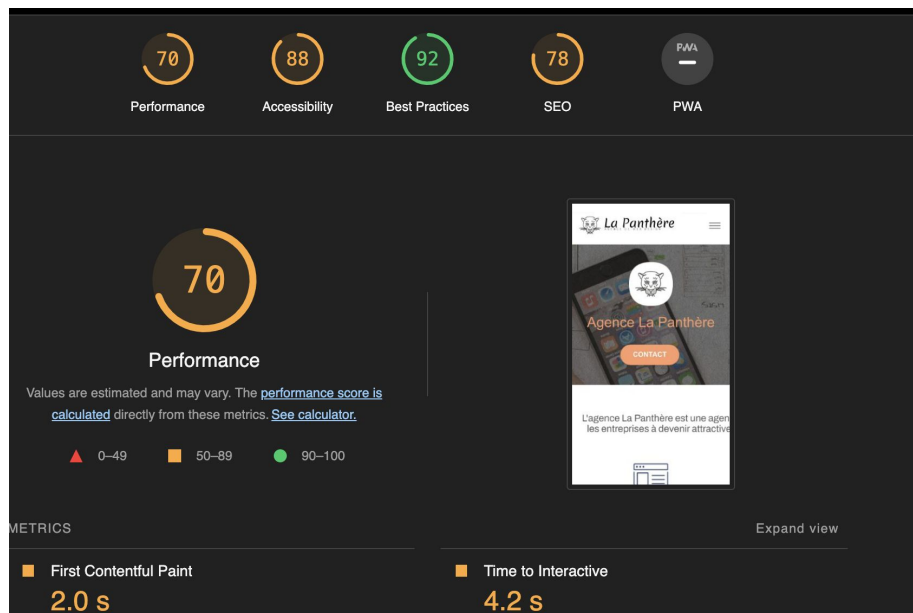 70
88
92
78
PWA
Performance
Accessibility
Best Practices
SEO
PWA
70
Performance
Values are estimated and may vary. The performance score is
calculated directly from these metrics. See calculator.
0–49
50–89
90–100
La Panthère
Agence La Panthère
CONTACT
L'agence La Panthère est une agen
les entreprises à devenir attractive
METRICS
Expand view
First Contentful Paint
2.0 s
Time to Interactive
4.2 s